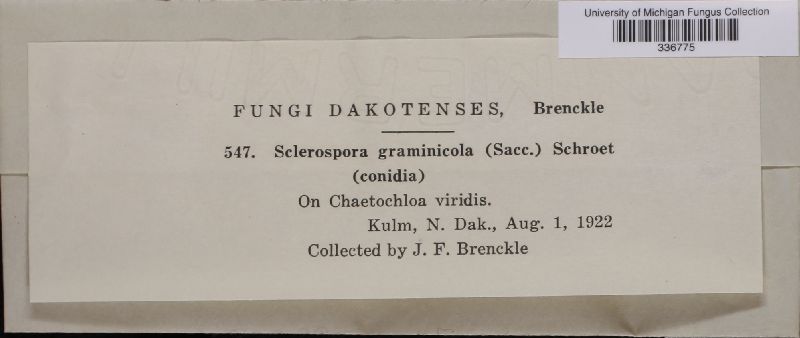 University of Michigan Fungus Collection
336775
FUNGI DAKOTENSES, Brenckle
547. Sclerospora graminicola (Sacc.) Schroet
(conidia)
On Chaetochloa viridis.
Kulm, N. Dak., Aug. 1, 1922
Collected by J. F. Brenckle